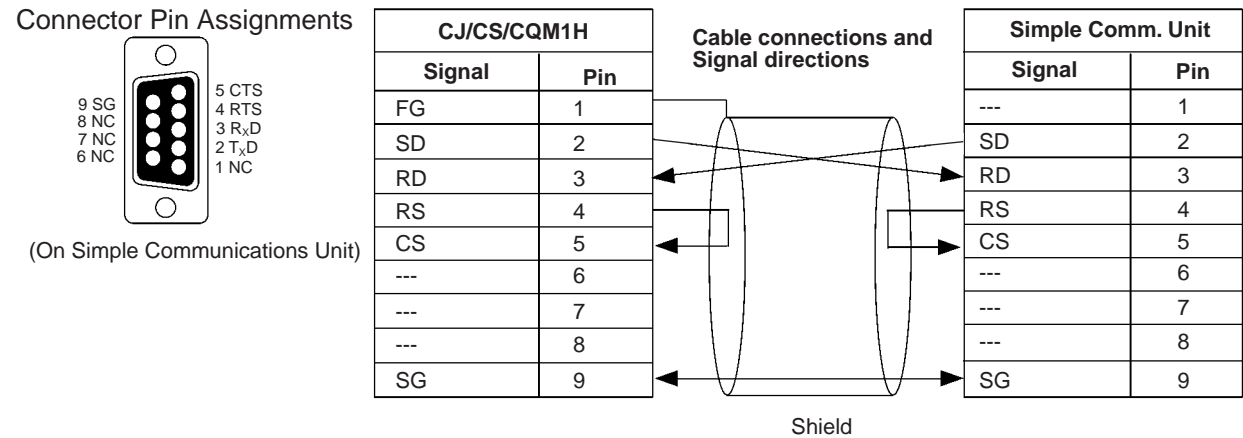 Connector Pin Assignments
9 SG
8 NC
7 NC
6 NC
5 CTS
4 RTS
3 RXD
2 TXD
1 NC
(On Simple Communications Unit)
CJ/CS/CQM1H
Signal Pin
FG 1
SD 2
RD 3
RS 4
CS 5
--- 6
--- 7
--- 8
SG 9
Cable connections and
Signal directions
Shield
Simple Comm. Unit
Signal Pin
--- 1
SD 2
RD 3
RS 4
CS 5
--- 6
--- 7
--- 8
SG 9